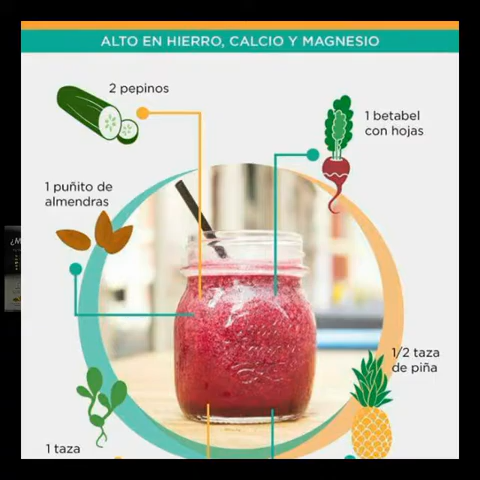 ALTO EN HIERRO, CALCIO Y MAGNESIO
2 pepinos
1 betabel
con hojas
1 puñito de
almendras
1/2 taza
de piña
1 taza